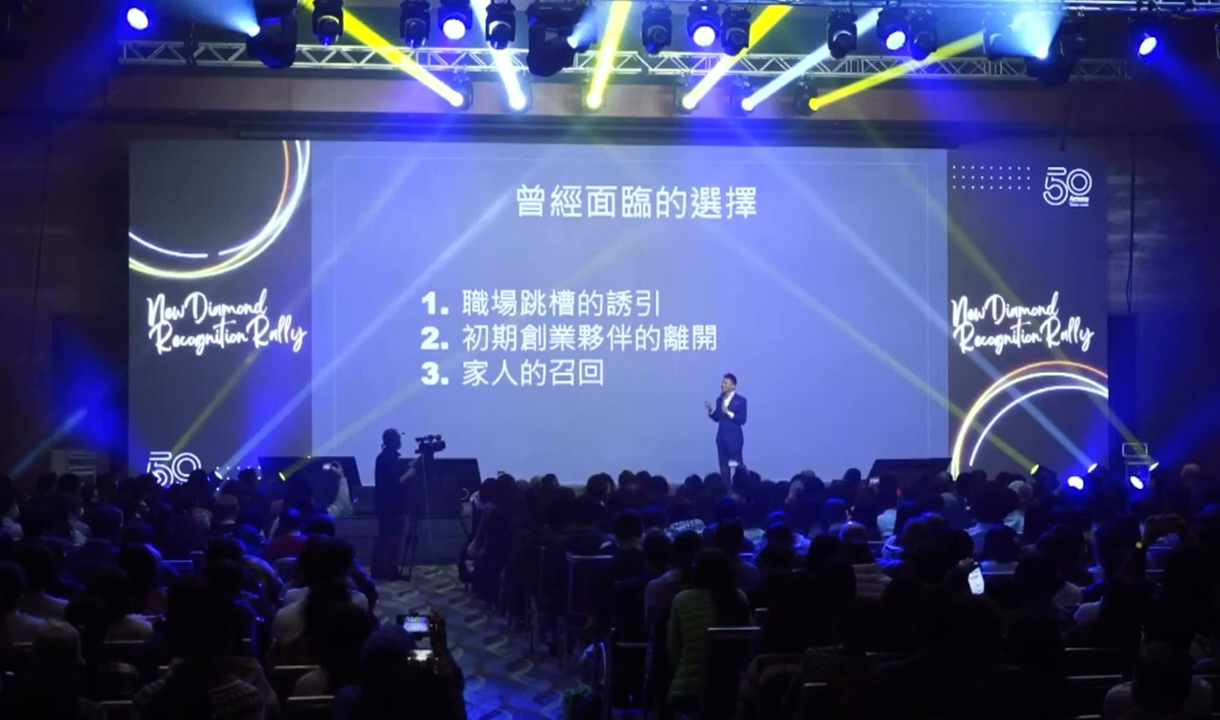 曾經面臨的選擇
1. 職場跳槽的誘引
2. 初期創業夥伴的離開
3. 家人的召回
New Diamond
Recognition Rally
50
New Diamond
Recognition Rally
50
Amway